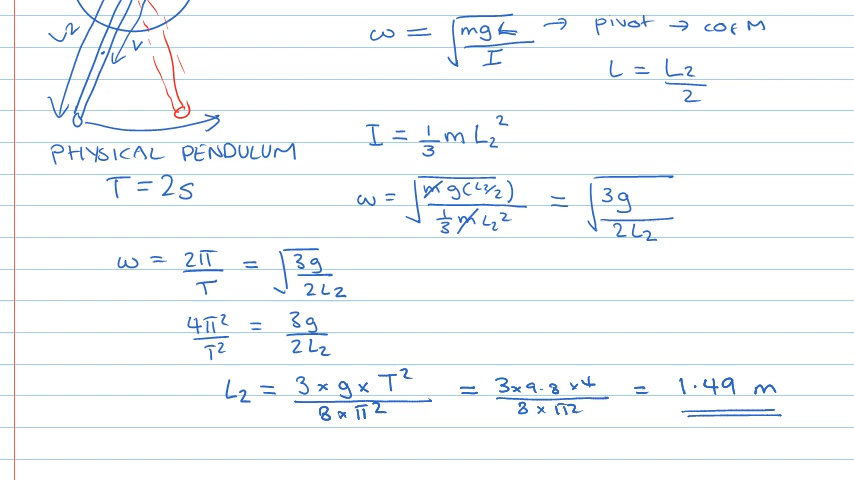 ω = √(mgL / I) → pivot → C of M
L2
L
L = L2/2
I = 1/3 m L2²
PHYSICAL PENDULUM
T = 2s
ω = √(mg(L2/2) / (1/3 m L2²)) = √(3g / 2L2)
ω = 2π/T = √(3g / 2L2)
4π²/T² = 3g / 2L2
L2 = (3 × g × T²) / (8 × π²) = (3 × 9.8 × 4) / (8 × π2) = 1.49 m